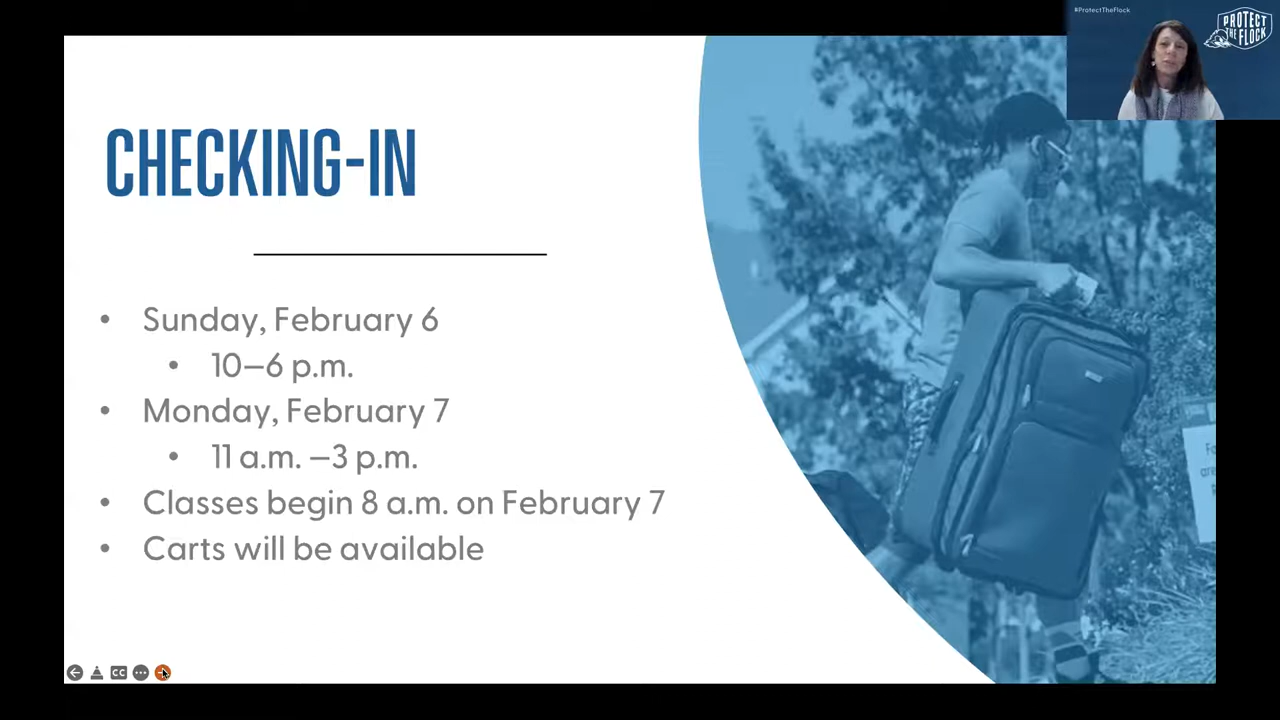 #ProtectTheFlock
PROTECT
THE FLOCK
CHECKING-IN
• Sunday, February 6
• 10–6 p.m.
• Monday, February 7
• 11 a.m. –3 p.m.
• Classes begin 8 a.m. on February 7
• Carts will be available
CC